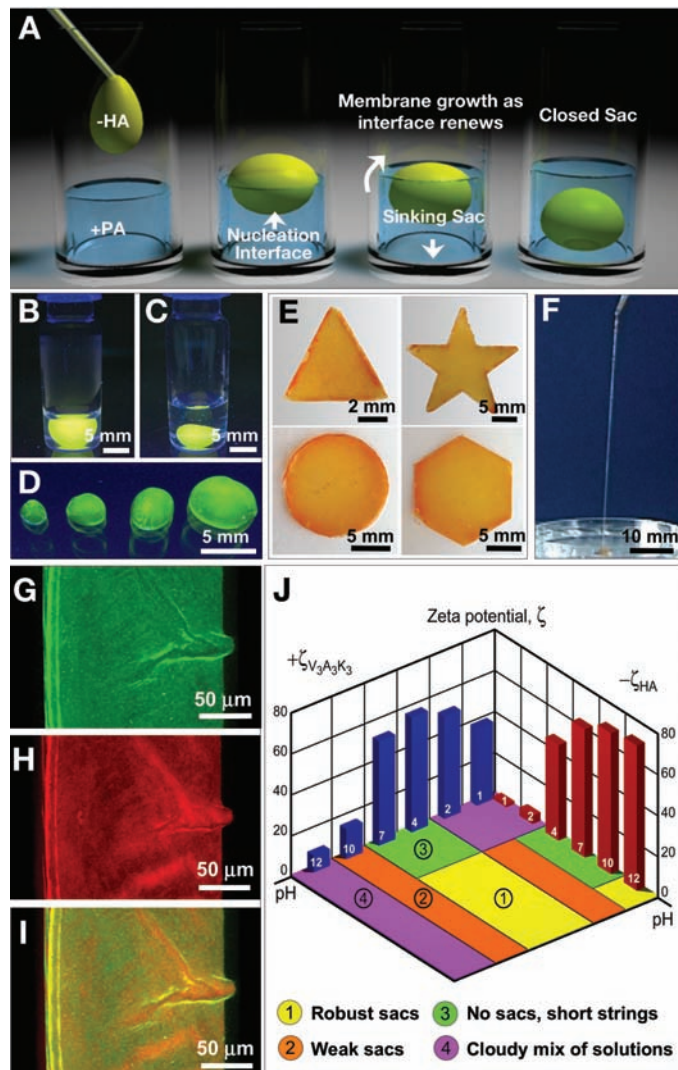 A
-HA
+PA
Nucleation
Interface
Membrane growth as
interface renews
Sinking Sac
Closed Sac
B
5 mm
C
5 mm
D
5 mm
E
2 mm
5 mm
5 mm
5 mm
F
10 mm
G
50 μm
H
50 μm
I
50 μm
J
Zeta potential, ζ
+ζV₃A₃K₃
−ζHA
80
60
40
20
0
80
60
40
20
0
12
10
7
4
2
1
1
2
4
7
10
12
pH
pH
③
④
②
①
① Robust sacs
② Weak sacs
③ No sacs, short strings
④ Cloudy mix of solutions